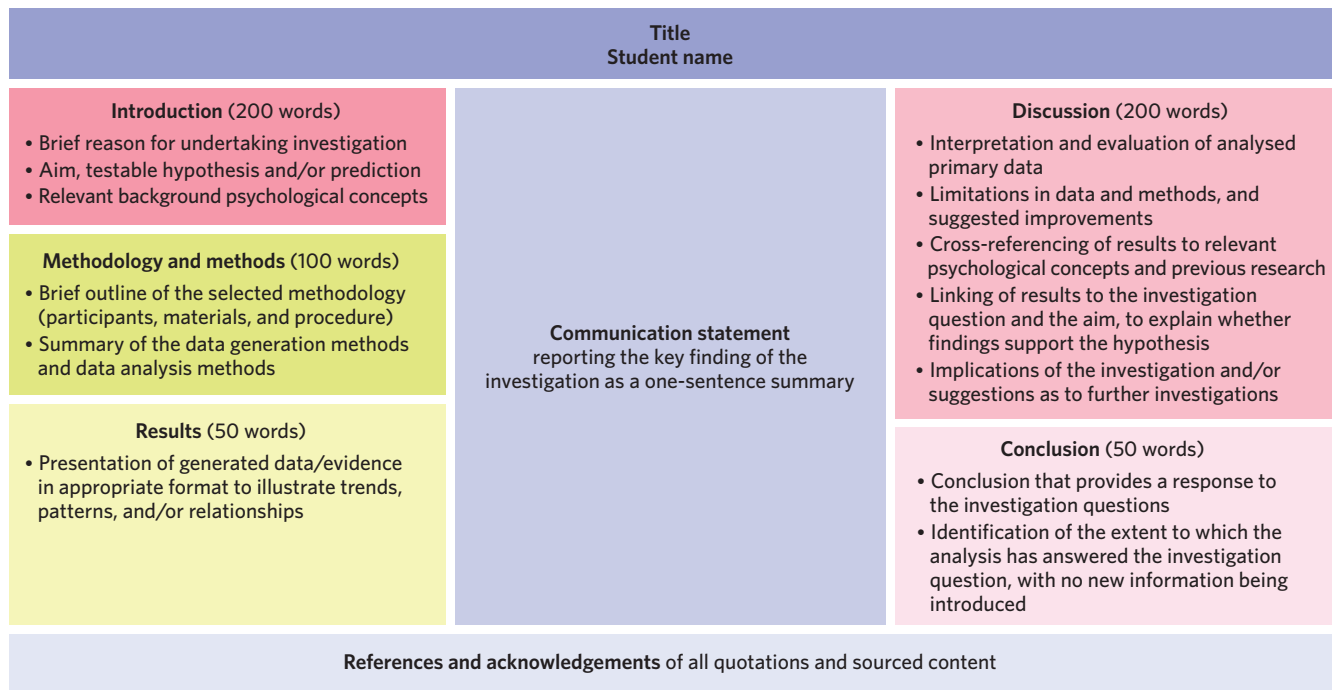 Title
Student name
Introduction (200 words)
• Brief reason for undertaking investigation
• Aim, testable hypothesis and/or prediction
• Relevant background psychological concepts
Methodology and methods (100 words)
• Brief outline of the selected methodology
(participants, materials, and procedure)
• Summary of the data generation methods
and data analysis methods
Results (50 words)
• Presentation of generated data/evidence
in appropriate format to illustrate trends,
patterns, and/or relationships
Communication statement
reporting the key finding of the
investigation as a one-sentence summary
Discussion (200 words)
• Interpretation and evaluation of analysed
primary data
• Limitations in data and methods, and
suggested improvements
• Cross-referencing of results to relevant
psychological concepts and previous research
• Linking of results to the investigation
question and the aim, to explain whether
findings support the hypothesis
• Implications of the investigation and/or
suggestions as to further investigations
Conclusion (50 words)
• Conclusion that provides a response to
the investigation questions
• Identification of the extent to which the
analysis has answered the investigation
question, with no new information being
introduced
References and acknowledgements of all quotations and sourced content